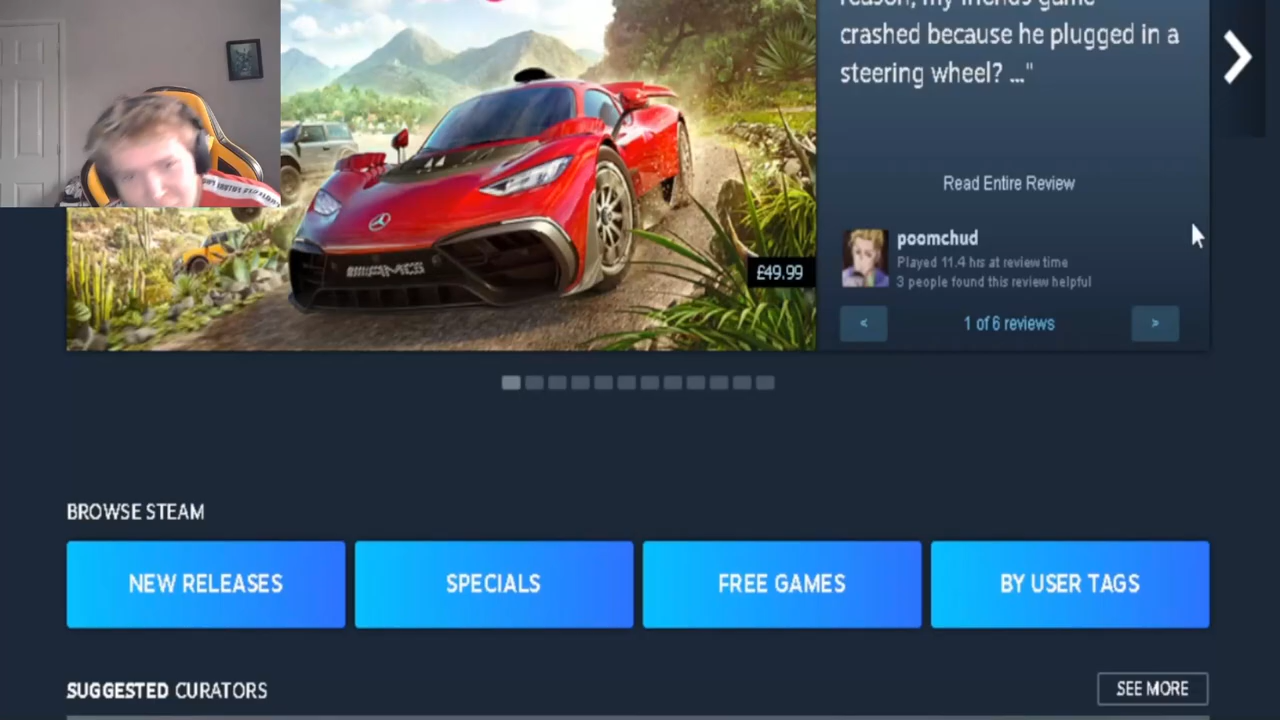 crashed because he plugged in a
steering wheel? ..."
Read Entire Review
poomchud
Played 11.4 hrs at review time
3 people found this review helpful
£49.99
< 1 of 6 reviews >
BROWSE STEAM
NEW RELEASES
SPECIALS
FREE GAMES
BY USER TAGS
SUGGESTED CURATORS
SEE MORE